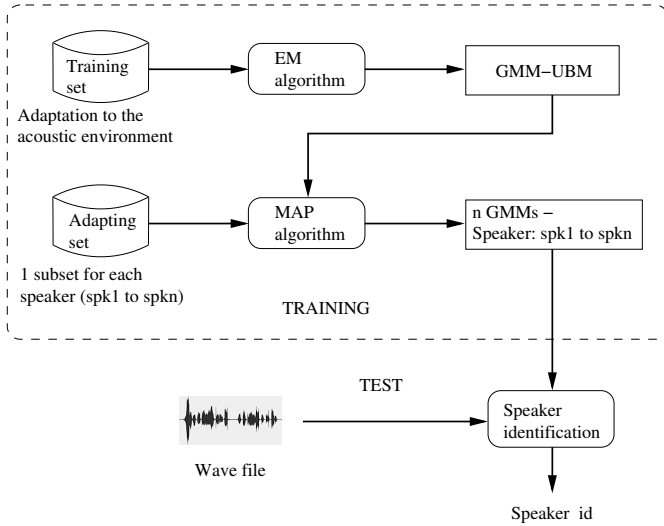 Training
set
EM
algorithm
GMM−UBM
Adaptation to the
acoustic environment
Adapting
set
MAP
algorithm
n GMMs −
Speaker: spk1 to spkn
1 subset for each
speaker (spk1 to spkn)
TRAINING
TEST
Wave file
Speaker
identification
Speaker id